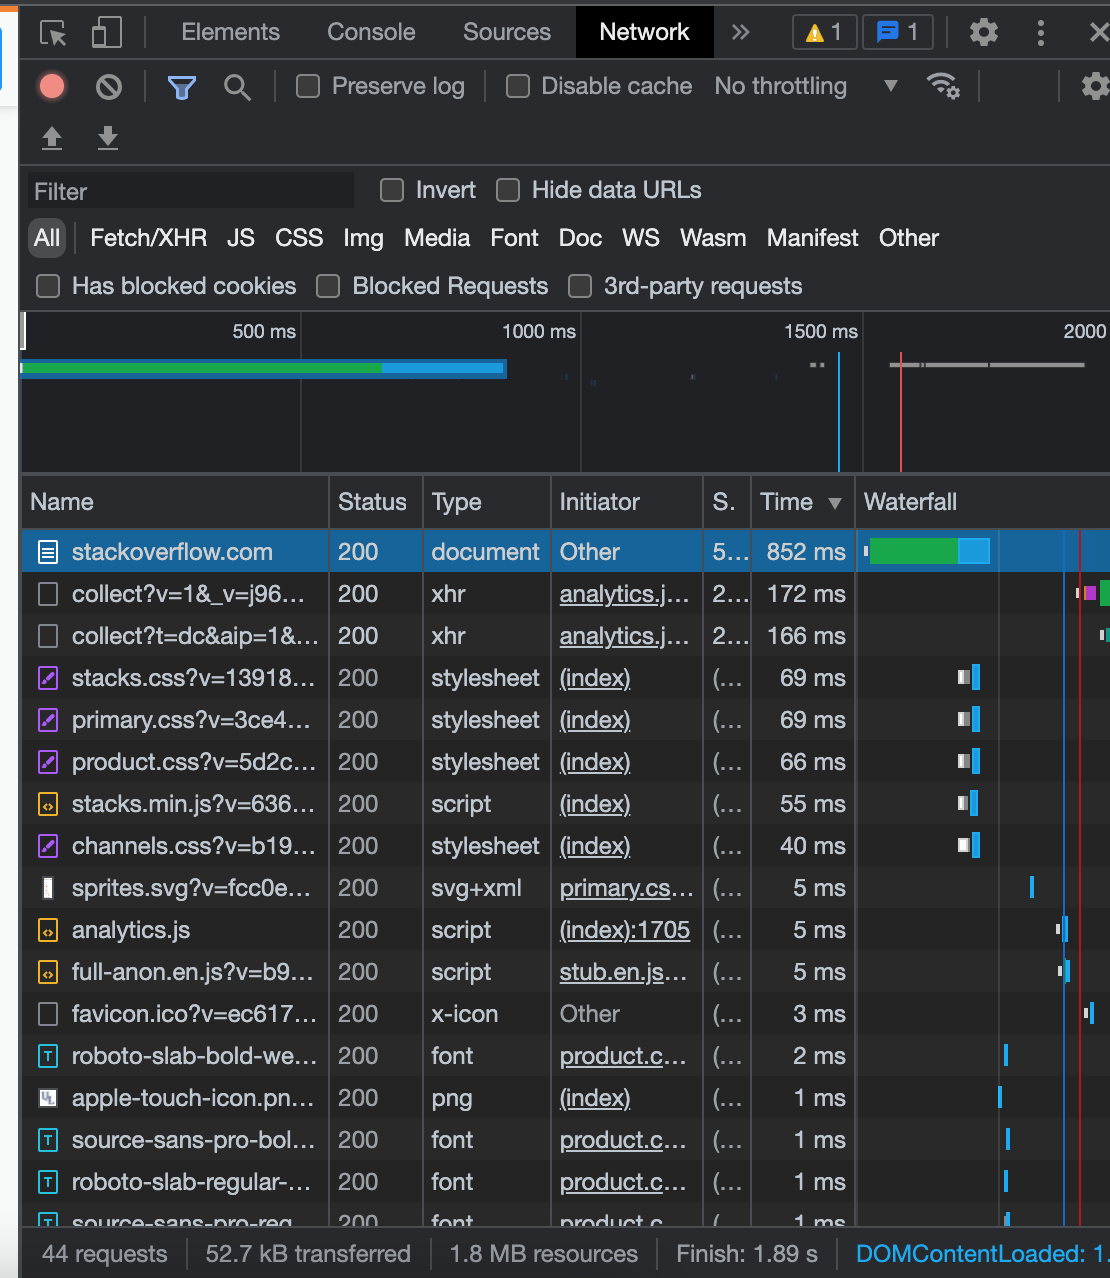 Elements Console Sources Network 1 1
Preserve log Disable cache No throttling
Filter Invert Hide data URLs
All Fetch/XHR JS CSS Img Media Font Doc WS Wasm Manifest Other
Has blocked cookies Blocked Requests 3rd-party requests
500 ms 1000 ms 1500 ms 2000
Name Status Type Initiator S. Time Waterfall
stackoverflow.com 200 document Other 5... 852 ms
collect?v=1&_v=j96... 200 xhr analytics.j... 2... 172 ms
collect?t=dc&aip=1&... 200 xhr analytics.j... 2... 166 ms
stacks.css?v=13918... 200 stylesheet (index) (... 69 ms
primary.css?v=3ce4... 200 stylesheet (index) (... 69 ms
product.css?v=5d2c... 200 stylesheet (index) (... 66 ms
stacks.min.js?v=636... 200 script (index) (... 55 ms
channels.css?v=b19... 200 stylesheet (index) (... 40 ms
sprites.svg?v=fcc0e... 200 svg+xml primary.cs... (... 5 ms
analytics.js 200 script (index):1705 (... 5 ms
full-anon.en.js?v=b9... 200 script stub.en.js... (... 5 ms
favicon.ico?v=ec617... 200 x-icon Other (... 3 ms
roboto-slab-bold-we... 200 font product.c... (... 2 ms
apple-touch-icon.pn... 200 png (index) (... 1 ms
source-sans-pro-bol... 200 font product.c... (... 1 ms
roboto-slab-regular-... 200 font product.c... (... 1 ms
source-sans-pro-reg 200 font product.c (... 1 ms
44 requests 52.7 kB transferred 1.8 MB resources Finish: 1.89 s DOMContentLoaded: 1.